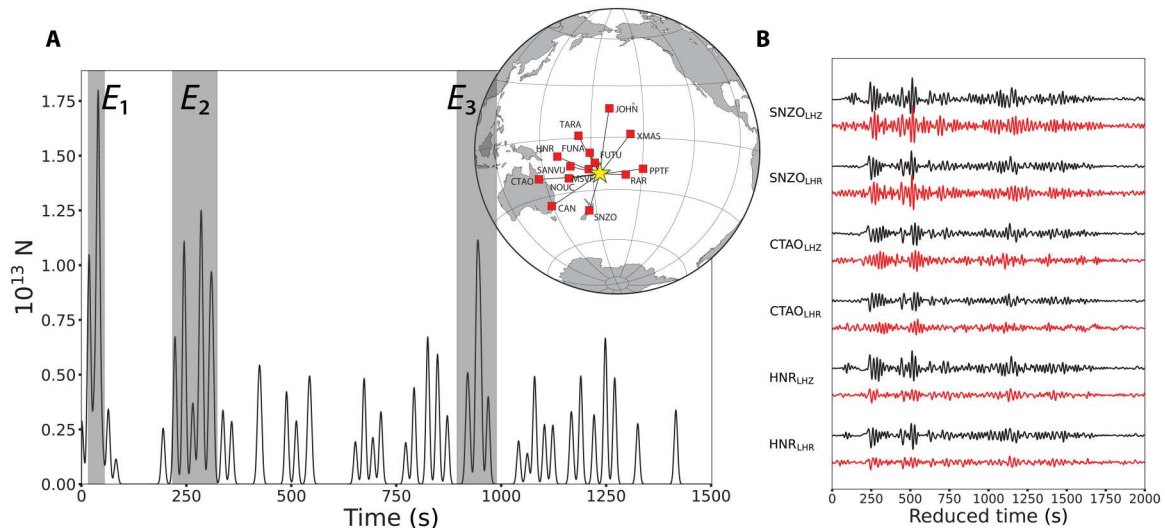 A
E1
E2
E3
10^13 N
1.75
1.50
1.25
1.00
0.75
0.50
0.25
0.00
0
250
500
750
1000
1250
1500
Time (s)
JOHN
TARA
XMAS
HNR
FUNA
FUTU
SANVU
MSVF
PPTF
CTAO
NOUC
RAR
CAN
SNZO
B
SNZO LHZ
SNZO LHR
CTAO LHZ
CTAO LHR
HNR LHZ
HNR LHR
0
250
500
750
1000
1250
1500
1750
2000
Reduced time (s)